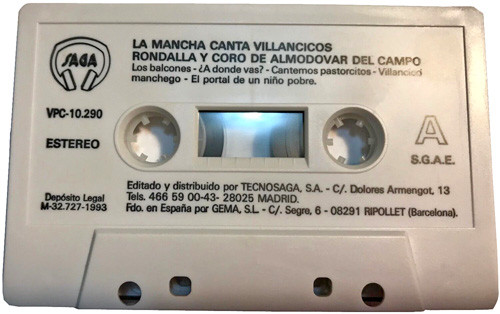 SAGA
LA MANCHA CANTA VILLANCICOS
RONDALLA Y CORO DE ALMODOVAR DEL CAMPO
Los balcones - ¿A donde vas? - Cantemos pastorcitos - Villancico
manchego - El portal de un niño pobre.
VPC-10.290
ESTEREO
A
S.G.A.E.
Depósito Legal
M-32.727-1993
Editado y distribuido por TECNOSAGA, S.A. - C/. Dolores Armengot, 13
Tels. 466 59 00-43- 28025 MADRID.
Fdo. en España por GEMA, S.L. - C/. Segre, 6 - 08291 RIPOLLET (Barcelona).